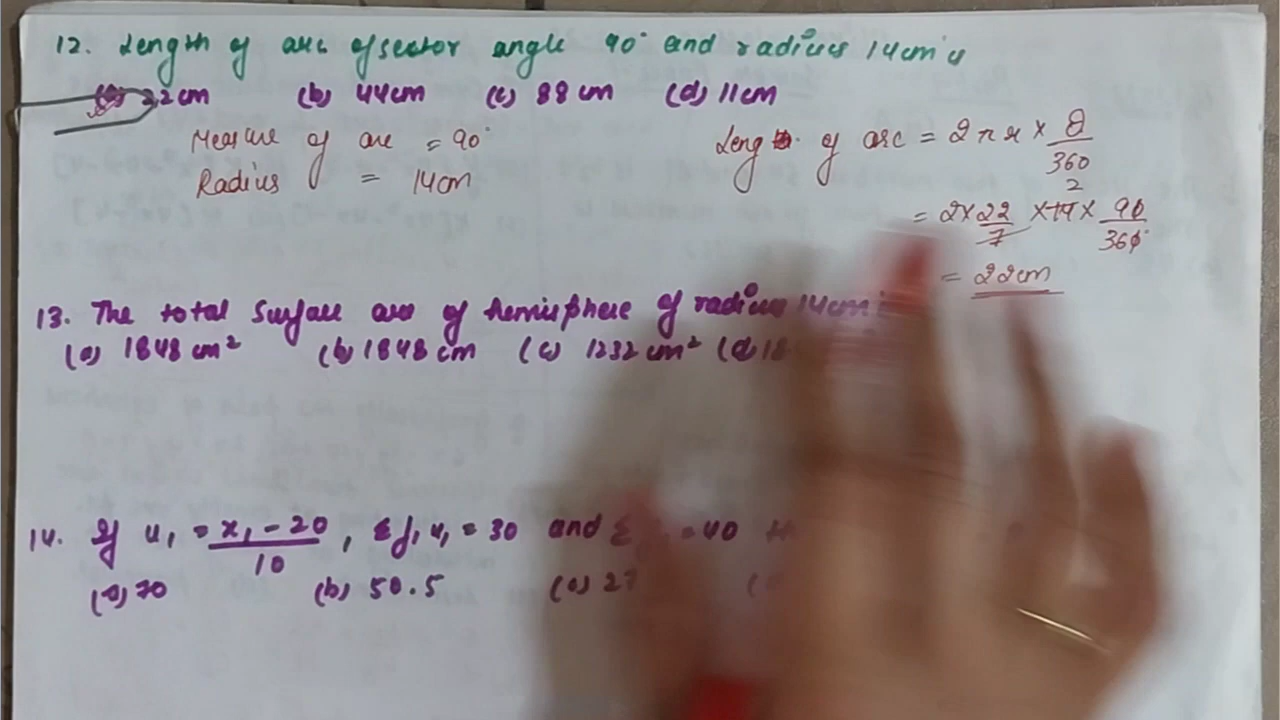 12. Length of arc of sector angle 90° and radius 14cm is
(a) 22cm (b) 44cm (c) 88 cm (d) 11cm
Measure of arc = 90°
Radius = 14cm
Length of arc = 2πr × θ/360
= 2 × 22/7 × 14 × 90/360
2
= 22cm
13. The total Surface area of hemisphere of radius 14cm
(a) 1848 cm² (b) 1848 cm (c) 1232 cm² (d)
14. If u₁ = x₁ - 20 / 10 , Σf₁u₁ = 30 and Σ = 40
(a) 70 (b) 50.5 (c) 27